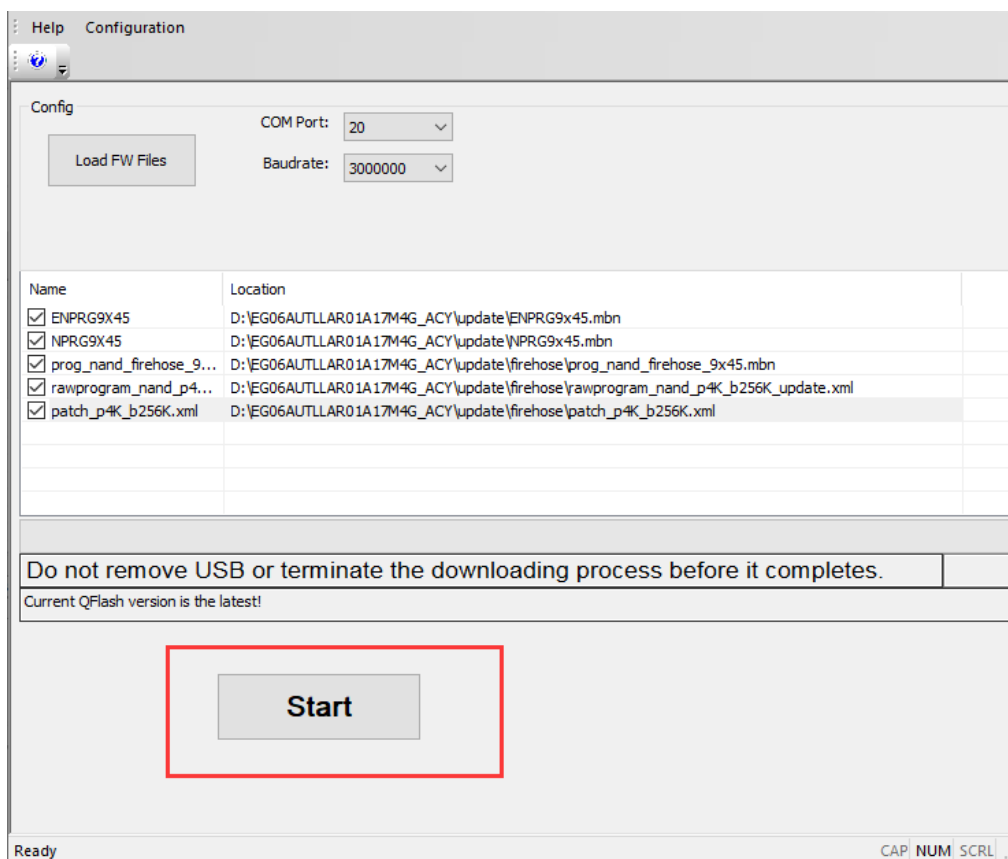 Help Configuration
Config
COM Port: 20
Load FW Files
Baudrate: 3000000
Name Location
ENPRG9X45 D:\EG06AUTLLAR01A17M4G_ACY\update\ENPRG9x45.mbn
NPRG9X45 D:\EG06AUTLLAR01A17M4G_ACY\update\NPRG9x45.mbn
prog_nand_firehose_9... D:\EG06AUTLLAR01A17M4G_ACY\update\firehose\prog_nand_firehose_9x45.mbn
rawprogram_nand_p4... D:\EG06AUTLLAR01A17M4G_ACY\update\firehose\rawprogram_nand_p4K_b256K_update.xml
patch_p4K_b256K.xml D:\EG06AUTLLAR01A17M4G_ACY\update\firehose\patch_p4K_b256K.xml
Do not remove USB or terminate the downloading process before it completes.
Current QFlash version is the latest!
Start
Ready CAP NUM SCRL